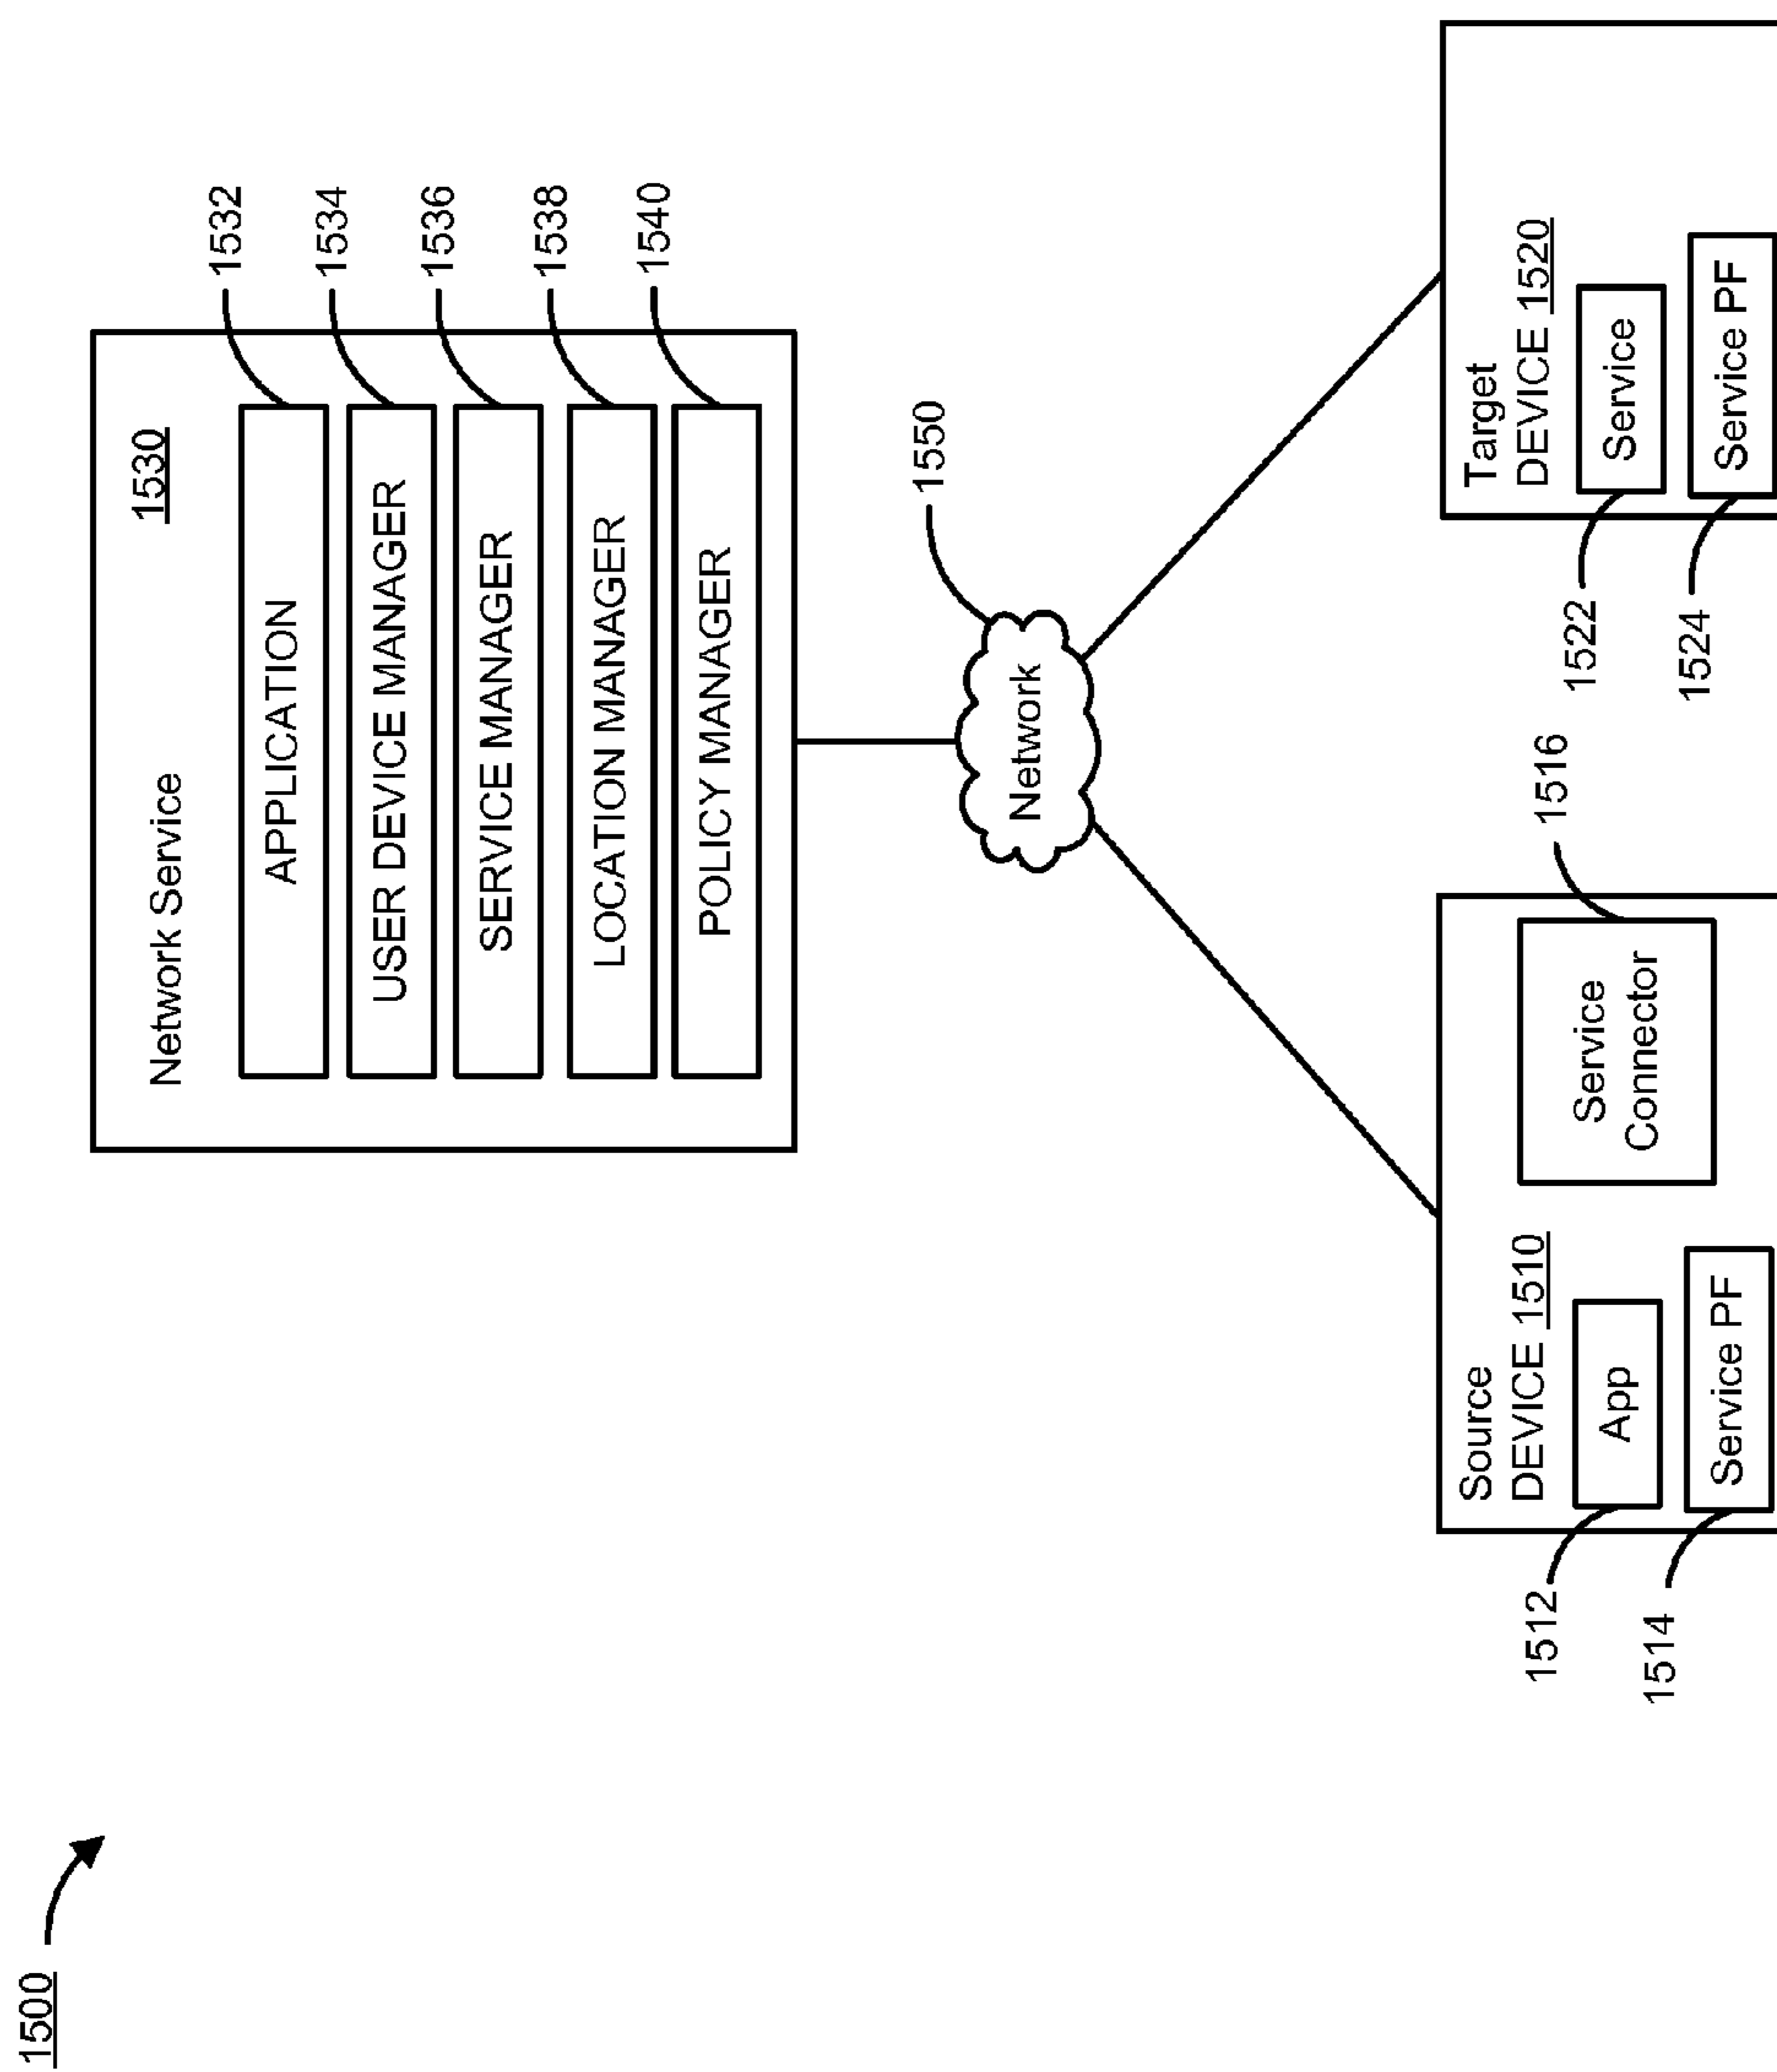 1500
Network Service
1530
APPLICATION
1532
USER DEVICE MANAGER
1534
SERVICE MANAGER
1536
LOCATION MANAGER
1538
POLICY MANAGER
1540
Network
1550
Source
DEVICE 1510
App
1512
Service PF
1514
Service
Connector
1516
Target
DEVICE 1520
Service
1522
Service PF
1524